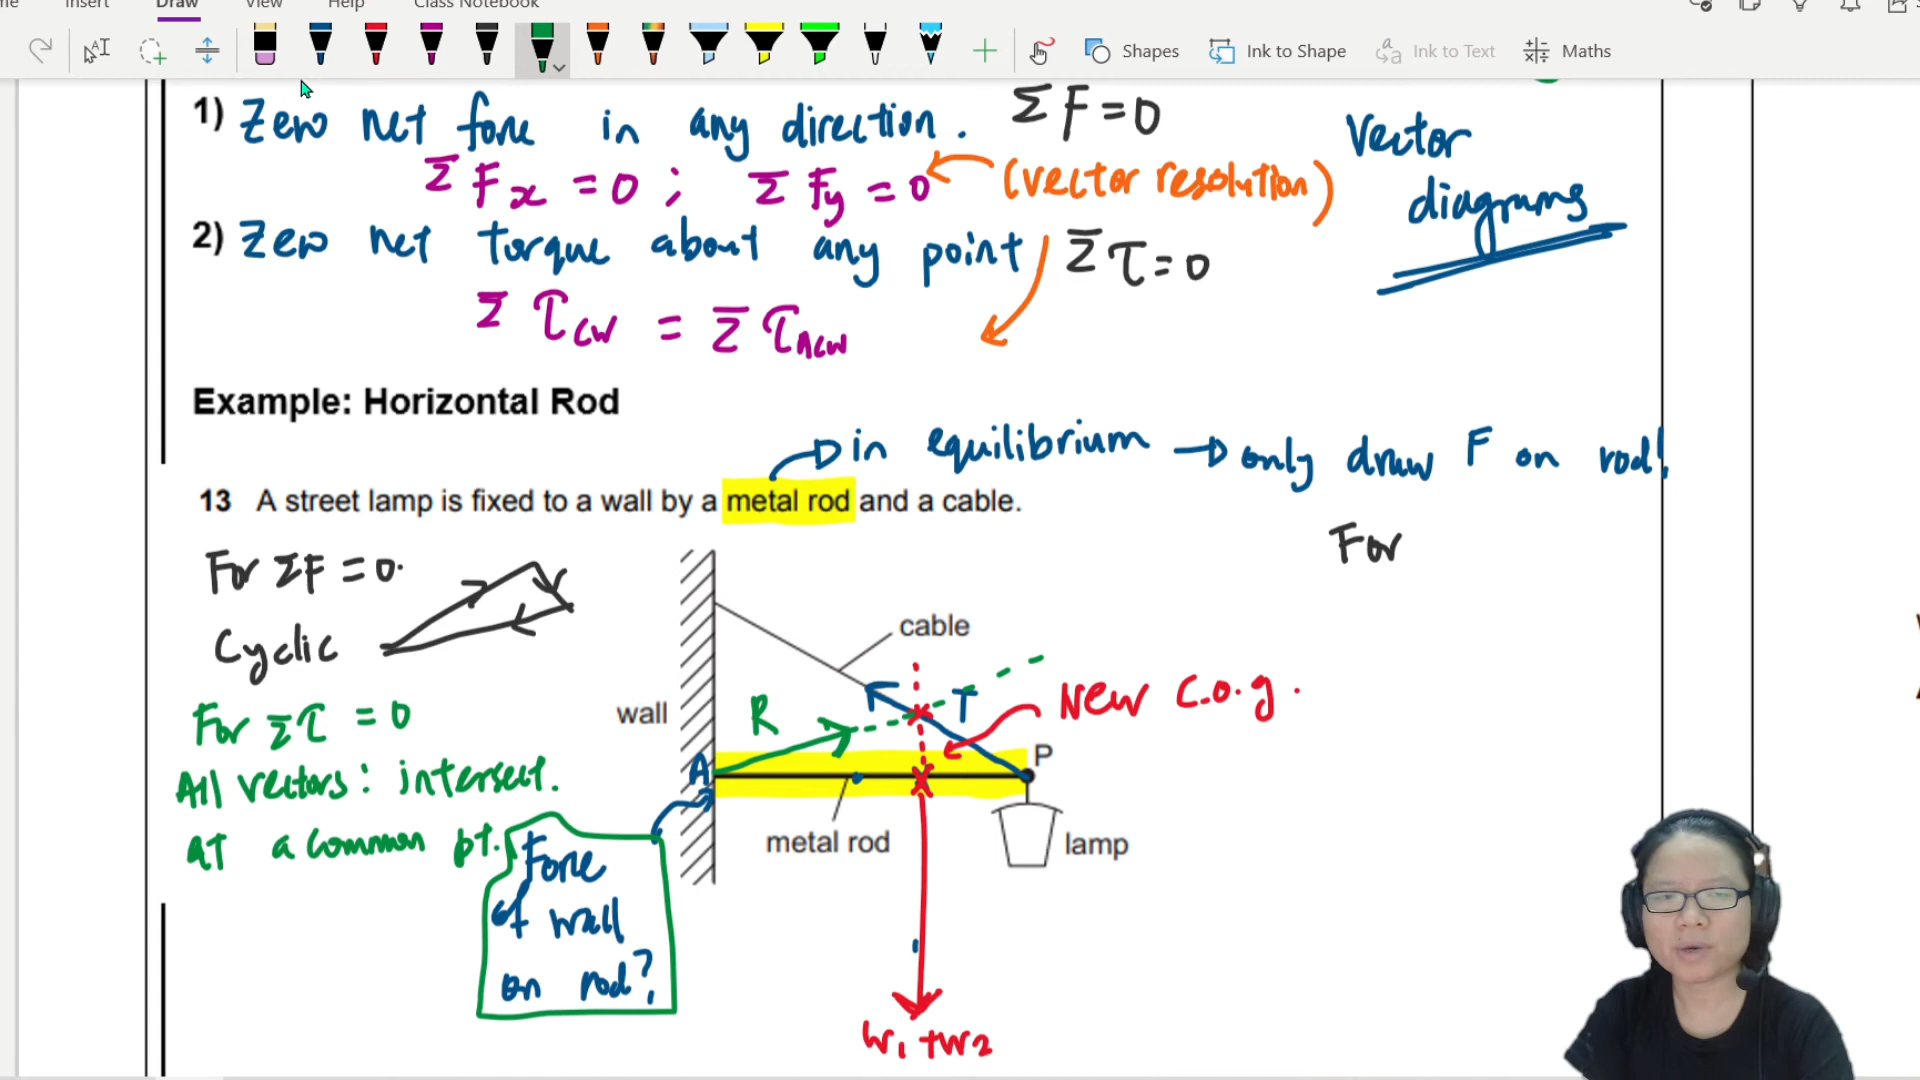 Insert Draw View Help Class Notebook
Shapes Ink to Shape Ink to Text Maths
1) Zero net force in any direction. ΣF=0
ΣFx = 0; ΣFy = 0 (vector resolution)
Vector
diagrams
2) Zero net torque about any point Στ=0
Στcw = Στacw
Example: Horizontal Rod
in equilibrium → only draw F on rod!
13 A street lamp is fixed to a wall by a metal rod and a cable.
For ΣF = 0.
For
Cyclic
cable
wall
R
T
New c.o.g.
For Στ = 0
A
P
All vectors: intersect.
at a common pt.
metal rod
lamp
Force
of wall
on rod?
W1 + W2